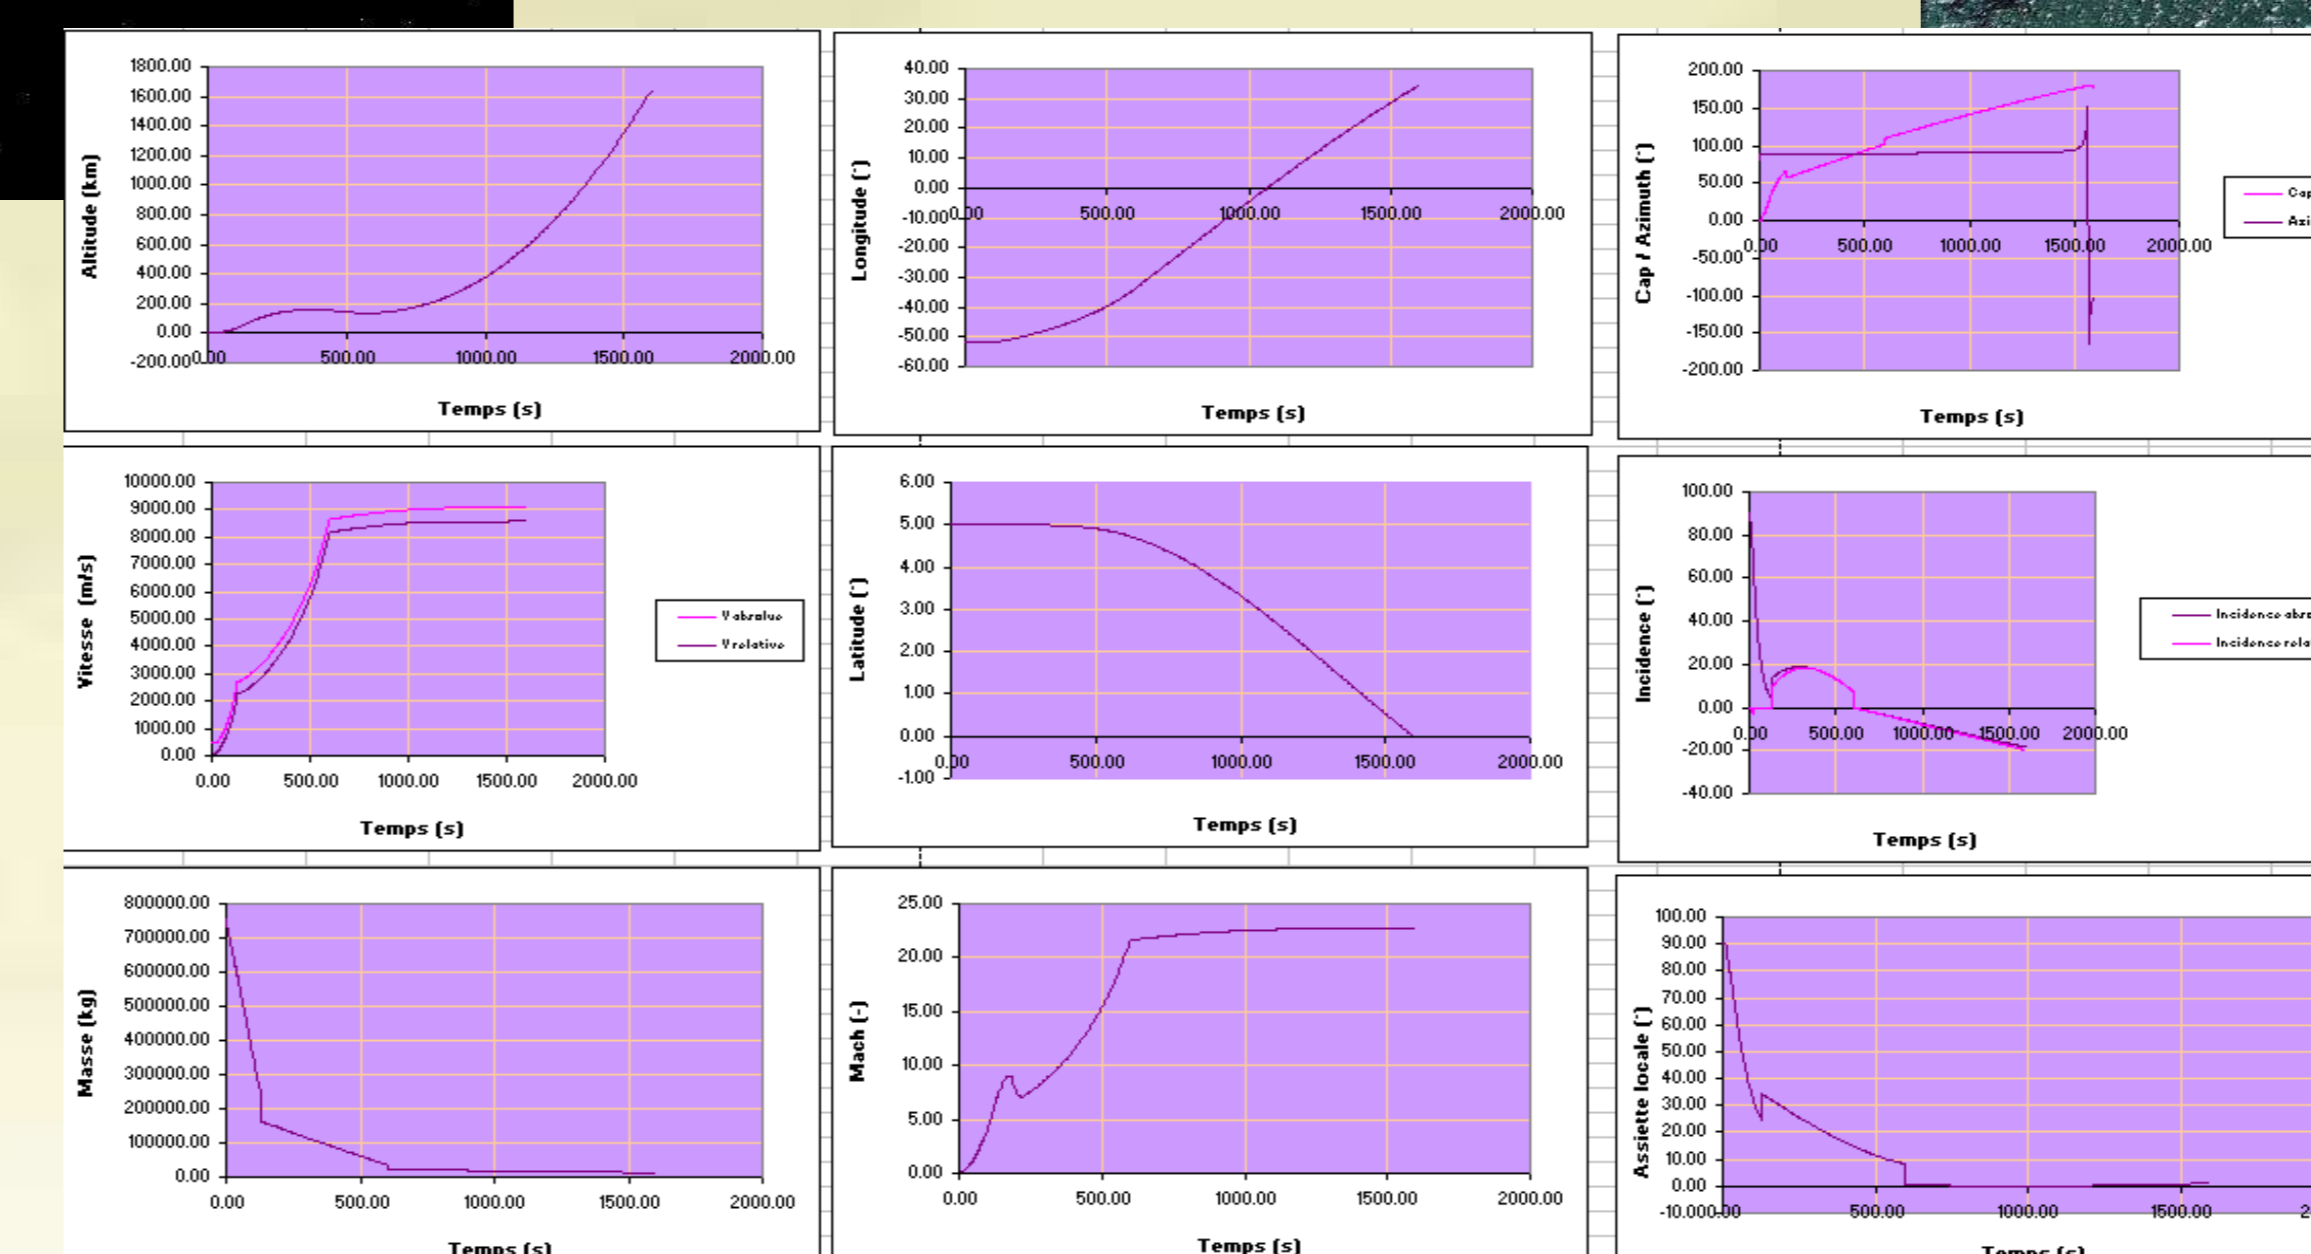 1800.00
1600.00
1400.00
1200.00
1000.00
800.00
600.00
400.00
200.00
0.00
-200.00
0.00 500.00 1000.00 1500.00 2000.00
Altitude (km)
Temps (s)
40.00
30.00
20.00
10.00
0.00
-10.00
-20.00
-30.00
-40.00
-50.00
-60.00
0.00 500.00 1000.00 1500.00 2000.00
Longitude (°)
Temps (s)
200.00
150.00
100.00
50.00
0.00
-50.00
-100.00
-150.00
-200.00
0.00 500.00 1000.00 1500.00 2000.00
Cap / Azimuth (°)
Temps (s)
Cap
Azi
10000.00
9000.00
8000.00
7000.00
6000.00
5000.00
4000.00
3000.00
2000.00
1000.00
0.00
0.00 500.00 1000.00 1500.00 2000.00
Vitesse (m/s)
Temps (s)
V absolue
V relative
6.00
5.00
4.00
3.00
2.00
1.00
0.00
-1.00
0.00 500.00 1000.00 1500.00 2000.00
Latitude (°)
Temps (s)
100.00
80.00
60.00
40.00
20.00
0.00
-20.00
-40.00
0.00 500.00 1000.00 1500.00 2000.00
Incidence (°)
Temps (s)
Incidence abso
Incidence rela
800000.00
700000.00
600000.00
500000.00
400000.00
300000.00
200000.00
100000.00
0.00
0.00 500.00 1000.00 1500.00 2000.00
Masse (kg)
Temps (s)
25.00
20.00
15.00
10.00
5.00
0.00
0.00 500.00 1000.00 1500.00 2000.00
Mach (-)
Temps (s)
100.00
90.00
80.00
70.00
60.00
50.00
40.00
30.00
20.00
10.00
0.00
-10.00
0.00 500.00 1000.00 1500.00 2
Assiette locale (°)
Temps (s)